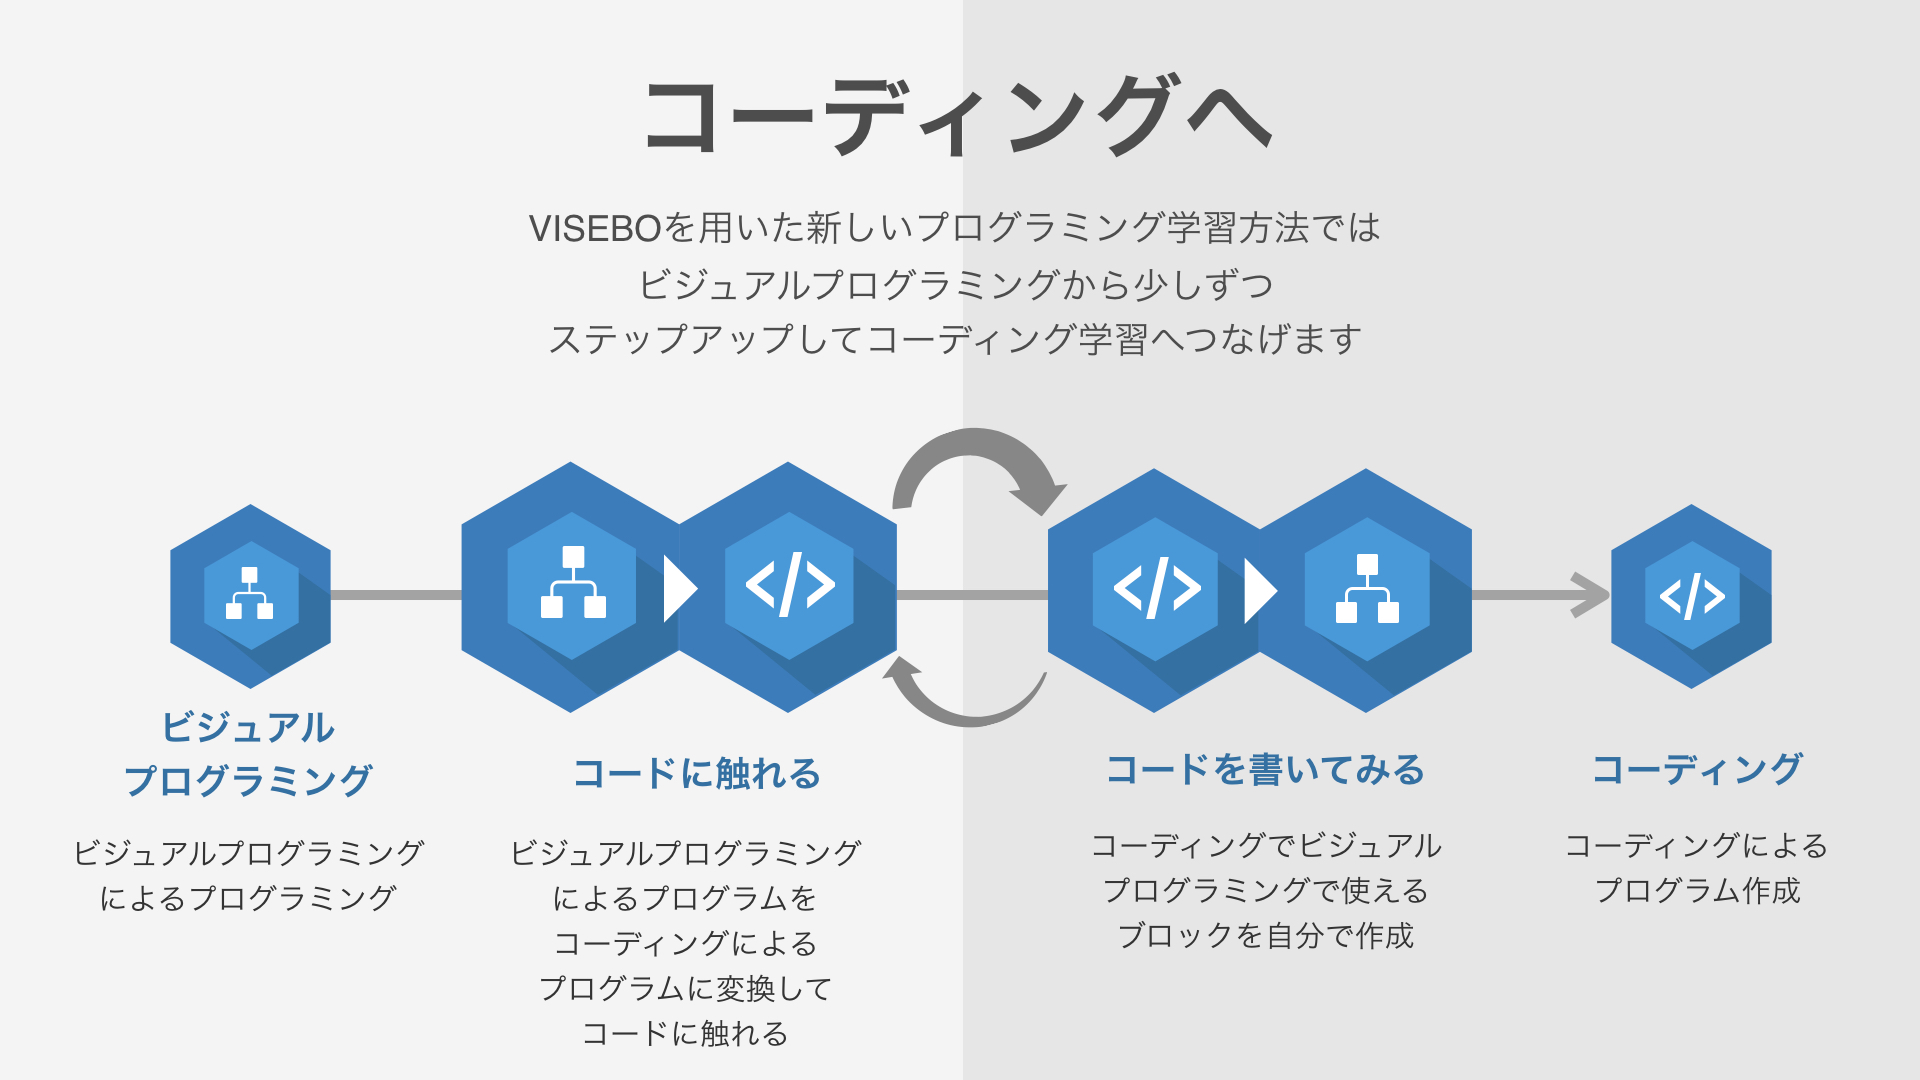 コーディングへ
VISEBOを用いた新しいプログラミング学習方法では
ビジュアルプログラミングから少しずつ
ステップアップしてコーディング学習へつなげます
ビジュアル
プログラミング
ビジュアルプログラミング
によるプログラミング
コードに触れる
ビジュアルプログラミング
によるプログラムを
コーディングによる
プログラムに変換して
コードに触れる
コードを書いてみる
コーディングでビジュアル
プログラミングで使える
ブロックを自分で作成
コーディング
コーディングによる
プログラム作成